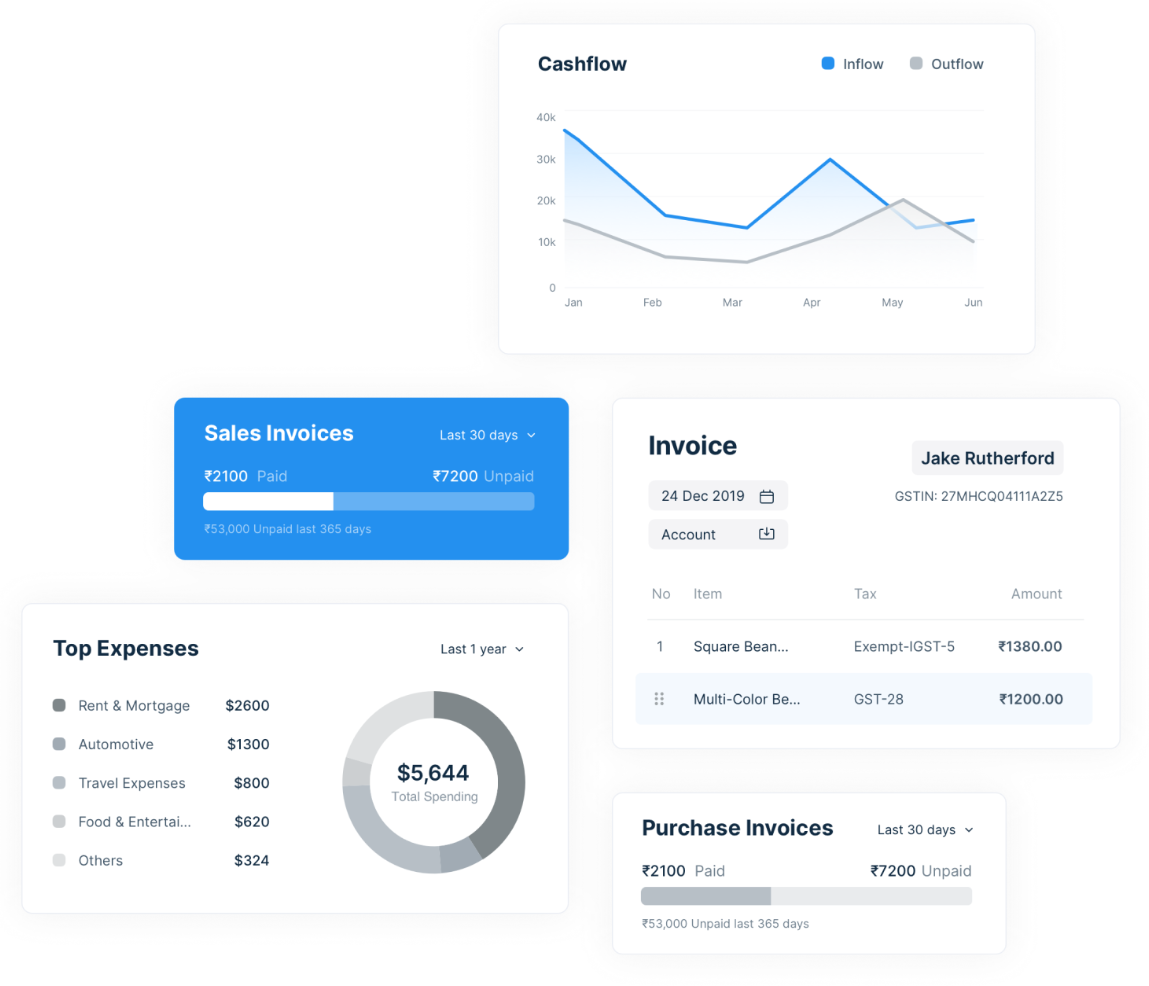 Cashflow
Inflow
Outflow
40k
30k
20k
10k
0
Jan Feb Mar Apr May Jun
Sales Invoices
Last 30 days
₹2100 Paid
₹7200 Unpaid
₹53,000 Unpaid last 365 days
Invoice
Jake Rutherford
24 Dec 2019
GSTIN: 27MHCQ04111A2Z5
Account
No Item Tax Amount
1 Square Bean... Exempt-IGST-5 ₹1380.00
Multi-Color Be... GST-28 ₹1200.00
Top Expenses
Last 1 year
Rent & Mortgage $2600
Automotive $1300
Travel Expenses $800
Food & Entertai... $620
Others $324
$5,644
Total Spending
Purchase Invoices
Last 30 days
₹2100 Paid
₹7200 Unpaid
₹53,000 Unpaid last 365 days